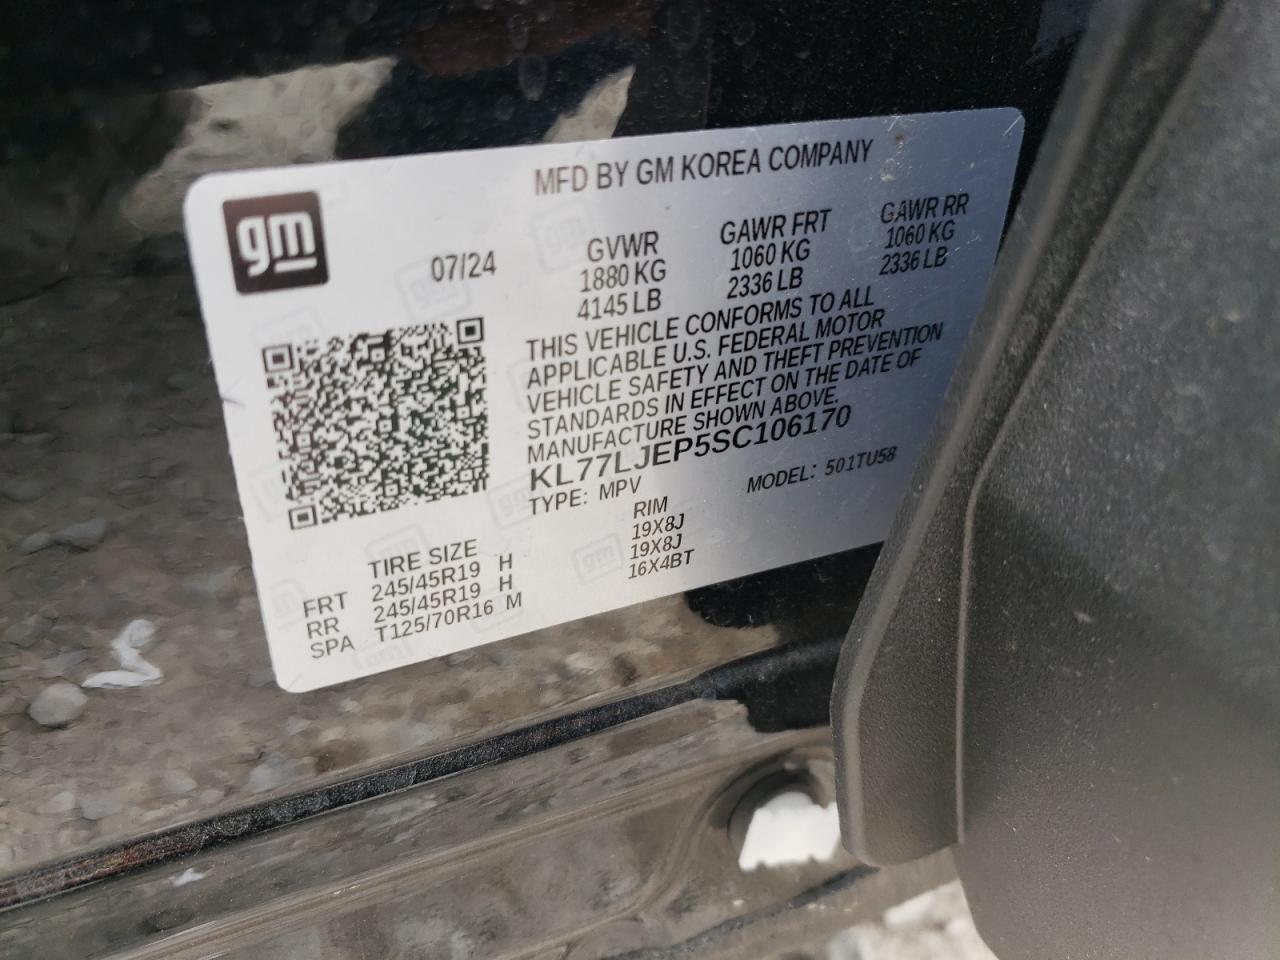 MFD BY GM KOREA COMPANY
gm
07/24
GVWR
1880 KG
4145 LB
GAWR FRT
1060 KG
2336 LB
GAWR RR
1060 KG
2336 LB
THIS VEHICLE CONFORMS TO ALL
APPLICABLE U.S. FEDERAL MOTOR
VEHICLE SAFETY AND THEFT PREVENTION
STANDARDS IN EFFECT ON THE DATE OF
MANUFACTURE SHOWN ABOVE.
KL77LJEP5SC106170
TYPE: MPV MODEL: 501TU58
TIRE SIZE RIM
FRT 245/45R19 H 19X8J
RR 245/45R19 H 19X8J
SPA T125/70R16 M 16X4BT